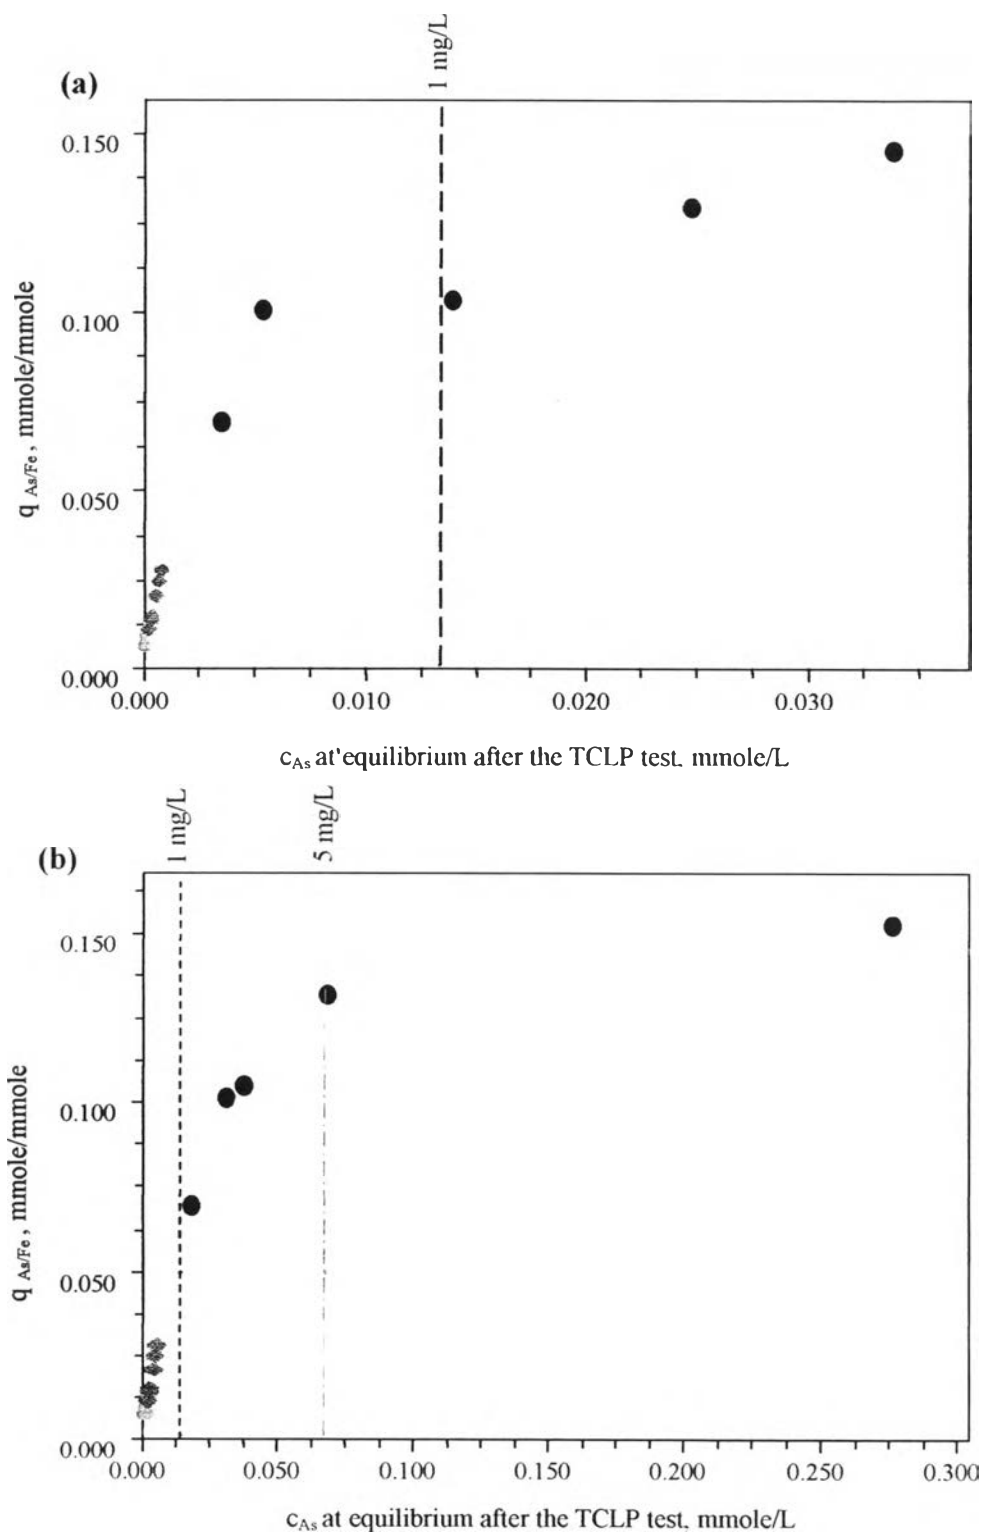 1 mg/L
(a)
0.150
0.100
0.050
0.000
q As/Fe, mmole/mmole
0.000 0.010 0.020 0.030
cAs at equilibrium after the TCLP test, mmole/L
1 mg/L 5 mg/L
(b)
0.150
0.100
0.050
0.000
q As/Fe, mmole/mmole
0.000 0.050 0.100 0.150 0.200 0.250 0.300
cAs at equilibrium after the TCLP test, mmole/L